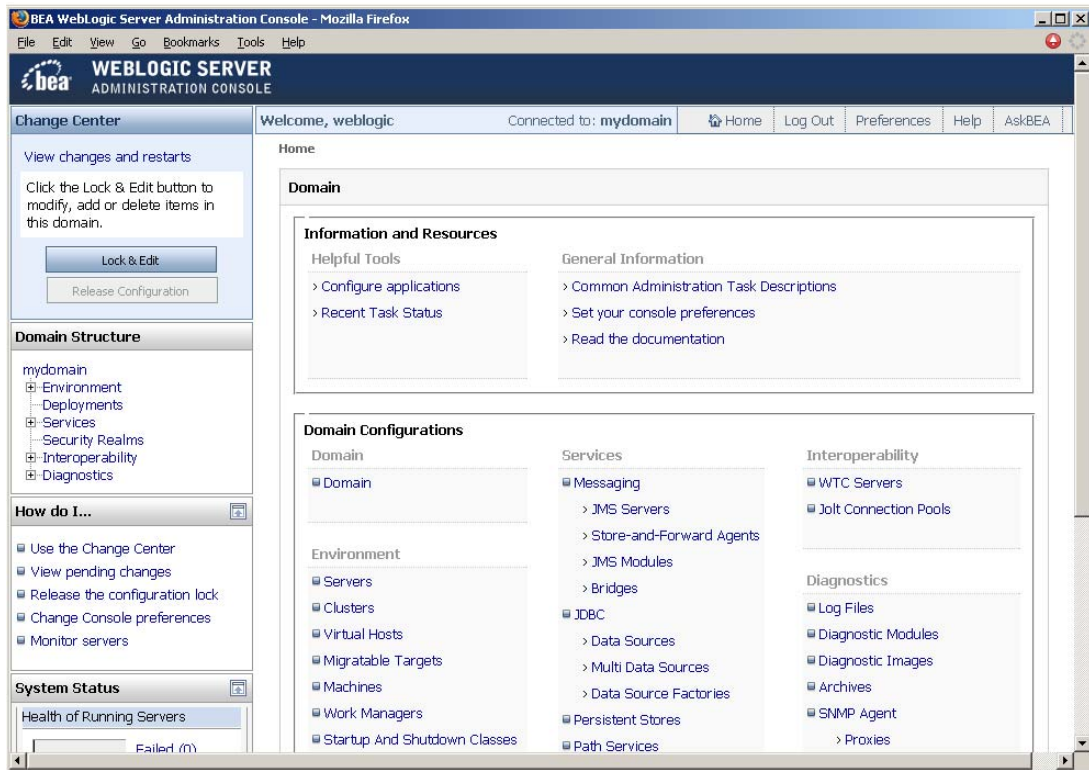 BEA WebLogic Server Administration Console - Mozilla Firefox
File Edit View Go Bookmarks Tools Help
bea WEBLOGIC SERVER
ADMINISTRATION CONSOLE
Change Center
View changes and restarts
Click the Lock & Edit button to
modify, add or delete items in
this domain.
Lock & Edit
Release Configuration
Domain Structure
mydomain
Environment
Deployments
Services
Security Realms
Interoperability
Diagnostics
How do I...
Use the Change Center
View pending changes
Release the configuration lock
Change Console preferences
Monitor servers
System Status
Health of Running Servers
Failed (0)
Welcome, weblogic Connected to: mydomain Home Log Out Preferences Help AskBEA
Home
Domain
Information and Resources
Helpful Tools
Configure applications
Recent Task Status
General Information
Common Administration Task Descriptions
Set your console preferences
Read the documentation
Domain Configurations
Domain
Domain
Environment
Servers
Clusters
Virtual Hosts
Migratable Targets
Machines
Work Managers
Startup And Shutdown Classes
Services
Messaging
JMS Servers
Store-and-Forward Agents
JMS Modules
Bridges
JDBC
Data Sources
Multi Data Sources
Data Source Factories
Persistent Stores
Path Services
Interoperability
WTC Servers
Jolt Connection Pools
Diagnostics
Log Files
Diagnostic Modules
Diagnostic Images
Archives
SNMP Agent
Proxies